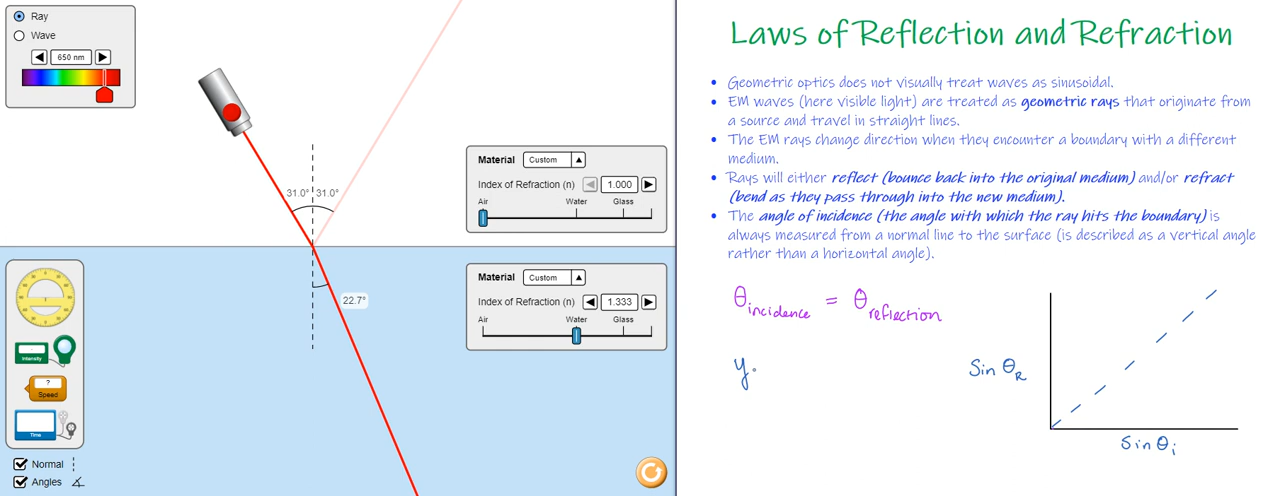 Ray
Wave
650 nm
31.0° 31.0°
22.7°
Material Custom
Index of Refraction (n) 1.000
Air Water Glass
Material Custom
Index of Refraction (n) 1.333
Air Water Glass
Intensity
?
Speed
Time
Normal
Angles
Laws of Reflection and Refraction
• Geometric optics does not visually treat waves as sinusoidal.
• EM waves (here visible light) are treated as geometric rays that originate from
a source and travel in straight lines.
• The EM rays change direction when they encounter a boundary with a different
medium.
• Rays will either reflect (bounce back into the original medium) and/or refract
(bend as they pass through into the new medium).
• The angle of incidence (the angle with which the ray hits the boundary) is
always measured from a normal line to the surface (is described as a vertical angle
rather than a horizontal angle).
θincidence = θreflection
y
Sin θR
Sin θi